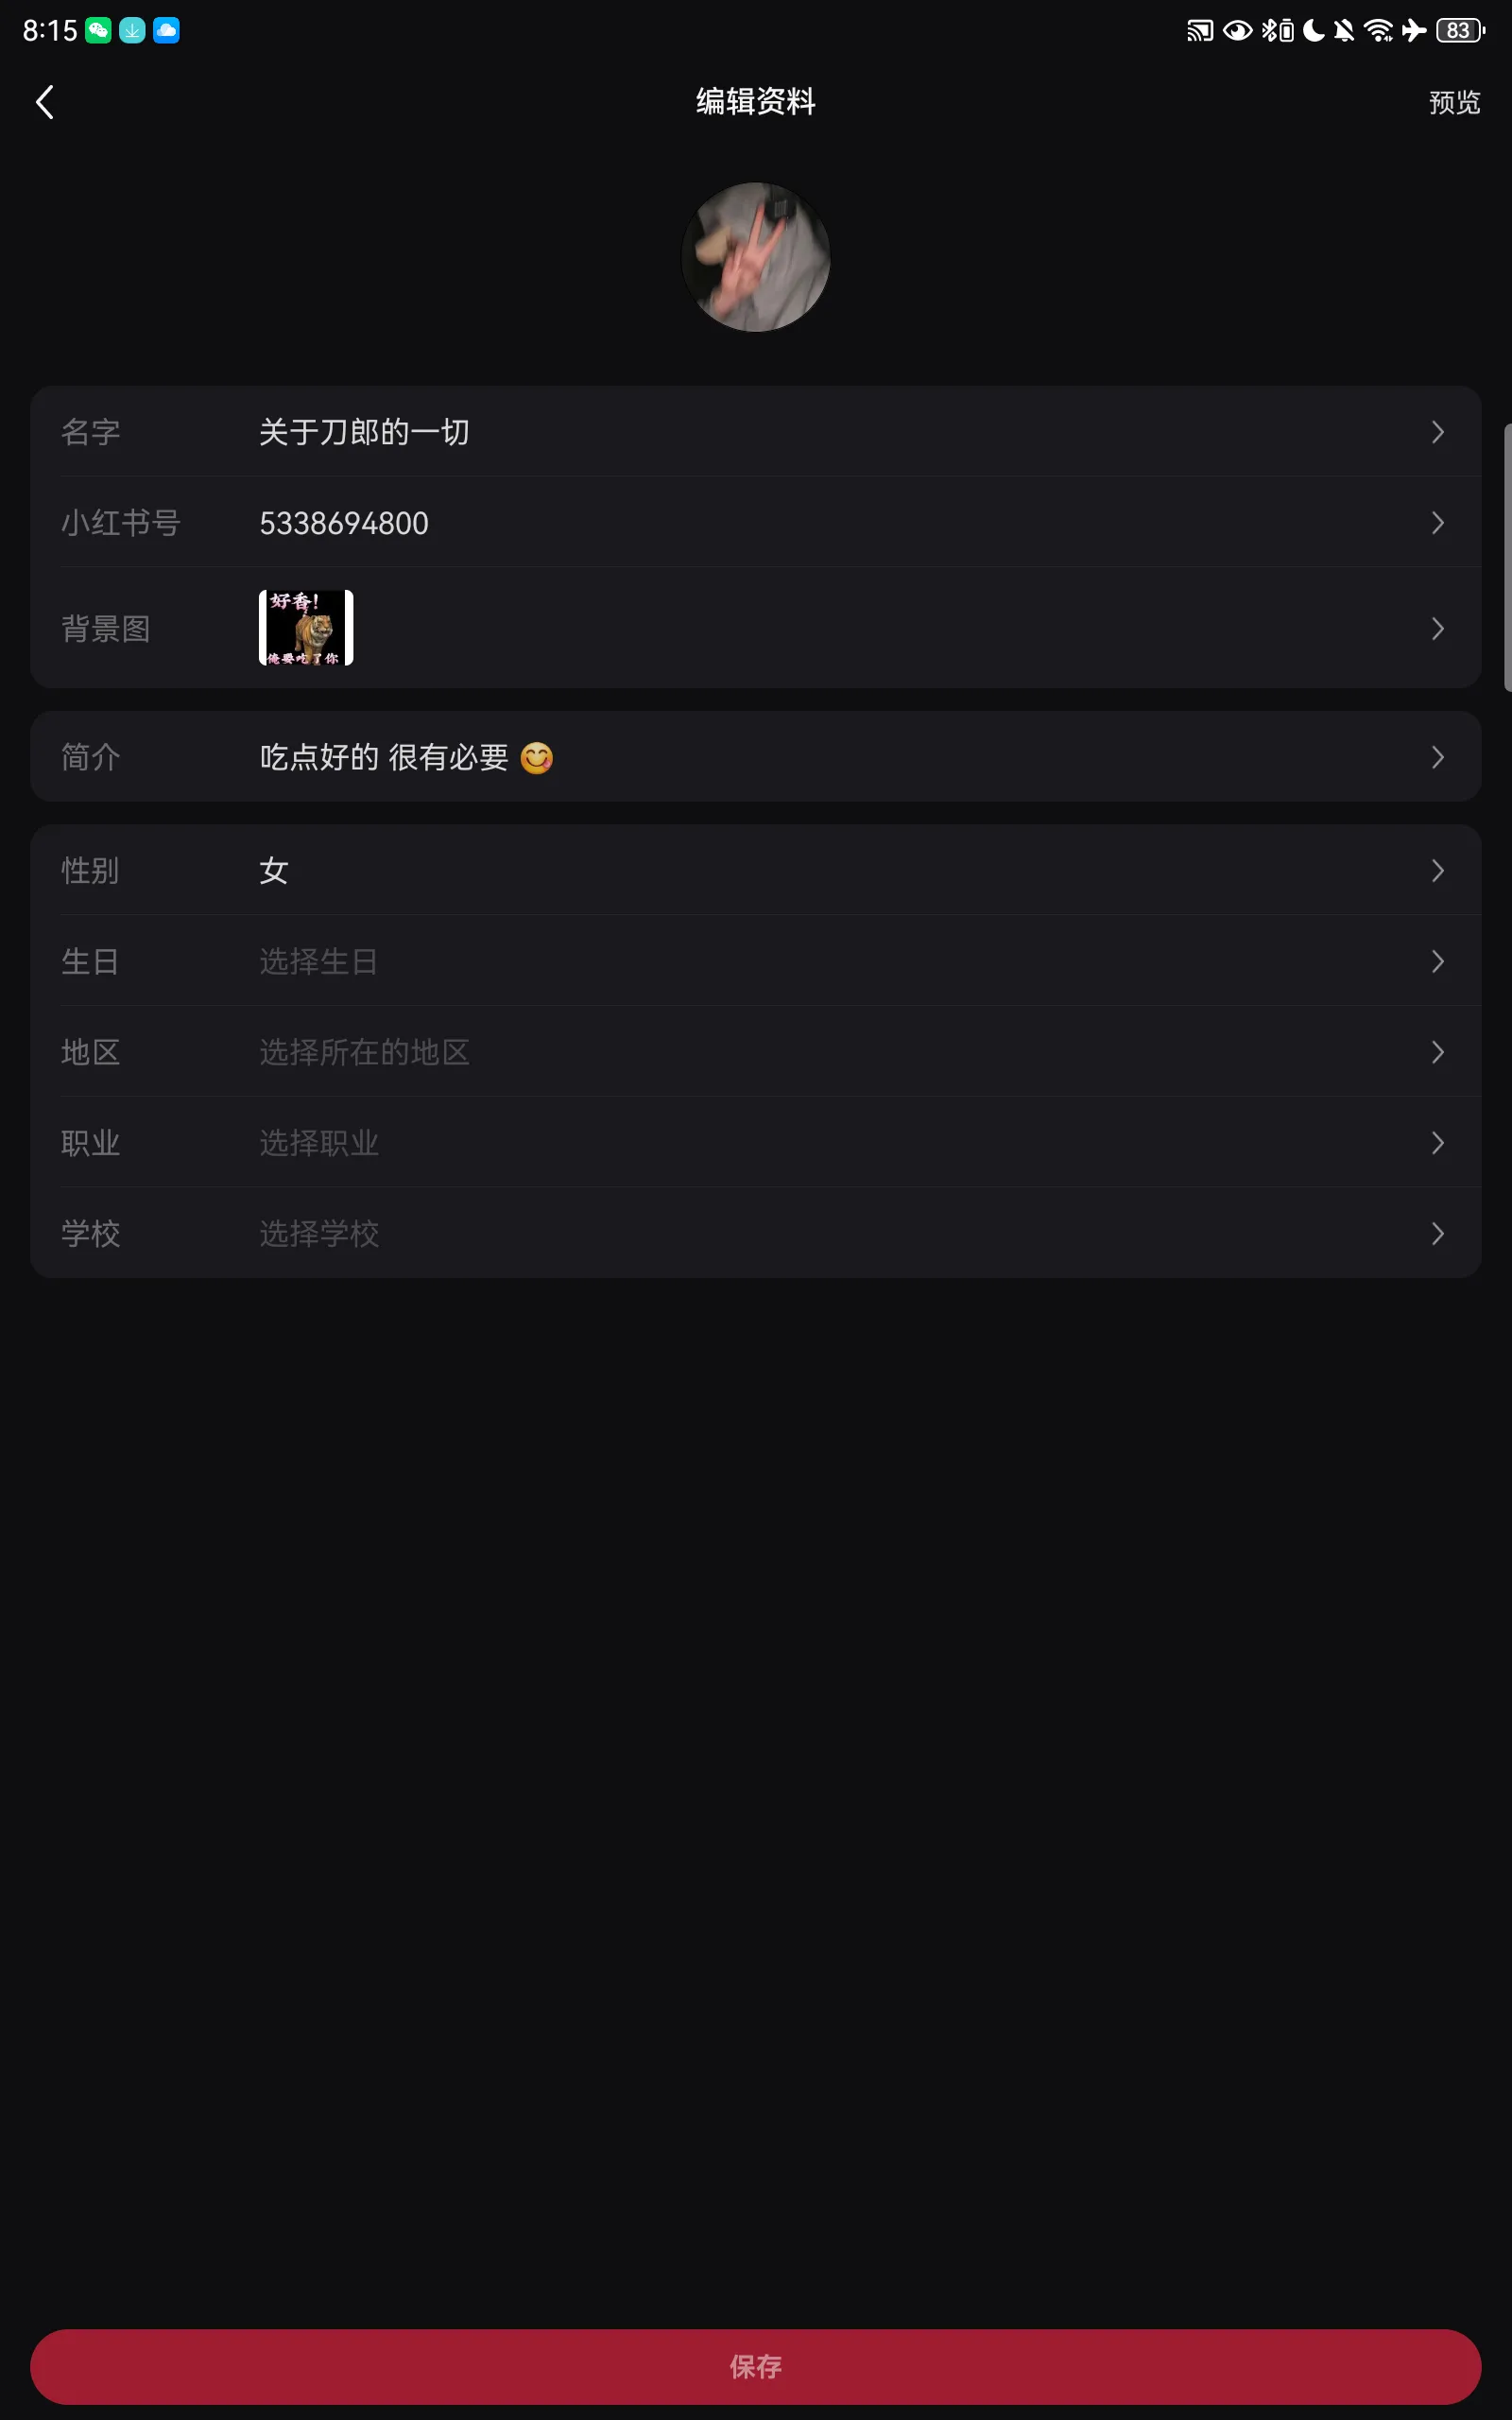 8:15
83
编辑资料
预览
名字 关于刀郎的一切
小红书号 5338694800
背景图
好香!
俺要吃了你
简介 吃点好的 很有必要 😋
性别 女
生日 选择生日
地区 选择所在的地区
职业 选择职业
学校 选择学校
保存